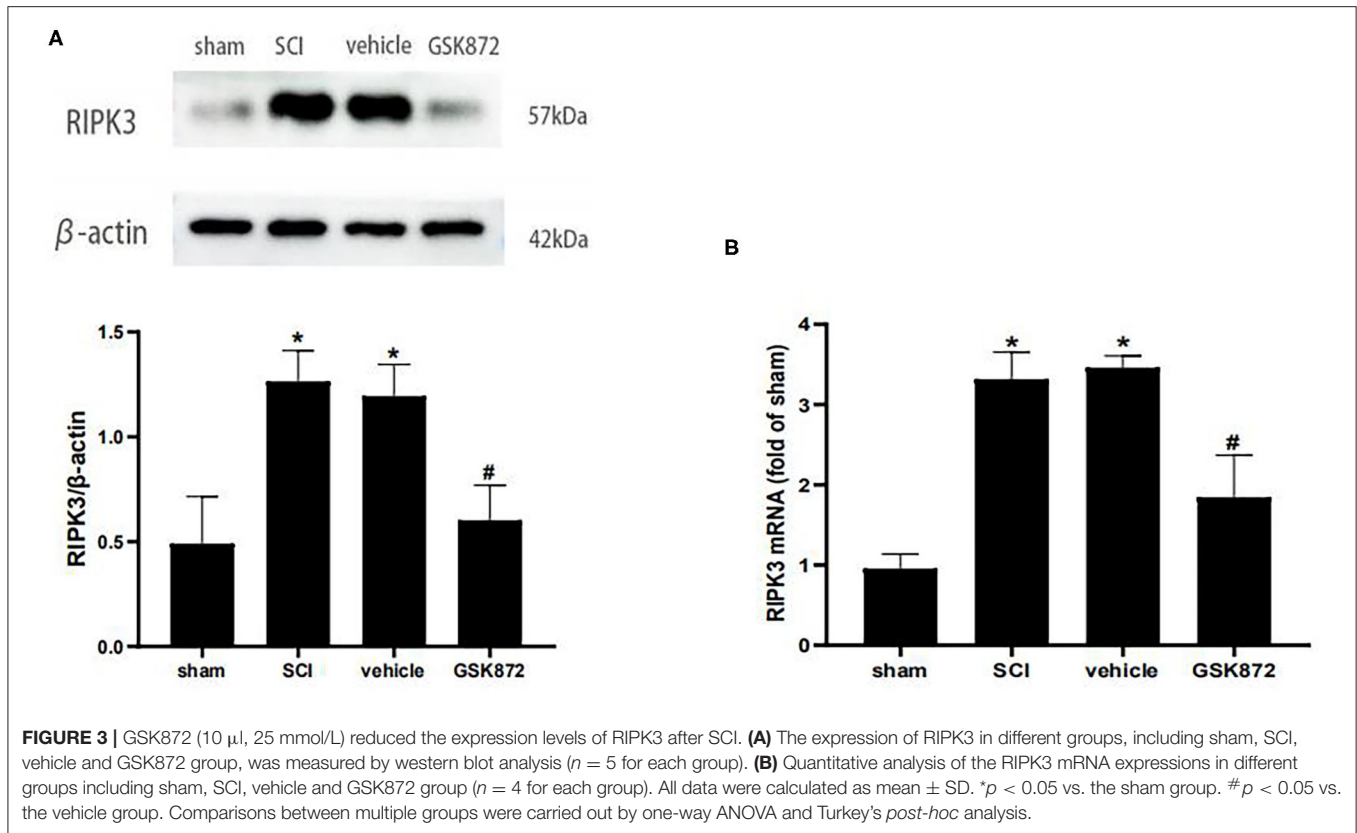 A
sham SCI vehicle GSK872
RIPK3 57kDa
β-actin 42kDa
1.5
1.0
0.5
0.0
RIPK3/β-actin
* * #
sham SCI vehicle GSK872
B
4
3
2
1
0
RIPK3 mRNA (fold of sham)
* * #
sham SCI vehicle GSK872
FIGURE 3 | GSK872 (10 μl, 25 mmol/L) reduced the expression levels of RIPK3 after SCI. (A) The expression of RIPK3 in different groups, including sham, SCI,
vehicle and GSK872 group, was measured by western blot analysis (n = 5 for each group). (B) Quantitative analysis of the RIPK3 mRNA expressions in different
groups including sham, SCI, vehicle and GSK872 group (n = 4 for each group). All data were calculated as mean ± SD. *p < 0.05 vs. the sham group. #p < 0.05 vs.
the vehicle group. Comparisons between multiple groups were carried out by one-way ANOVA and Turkey's post-hoc analysis.